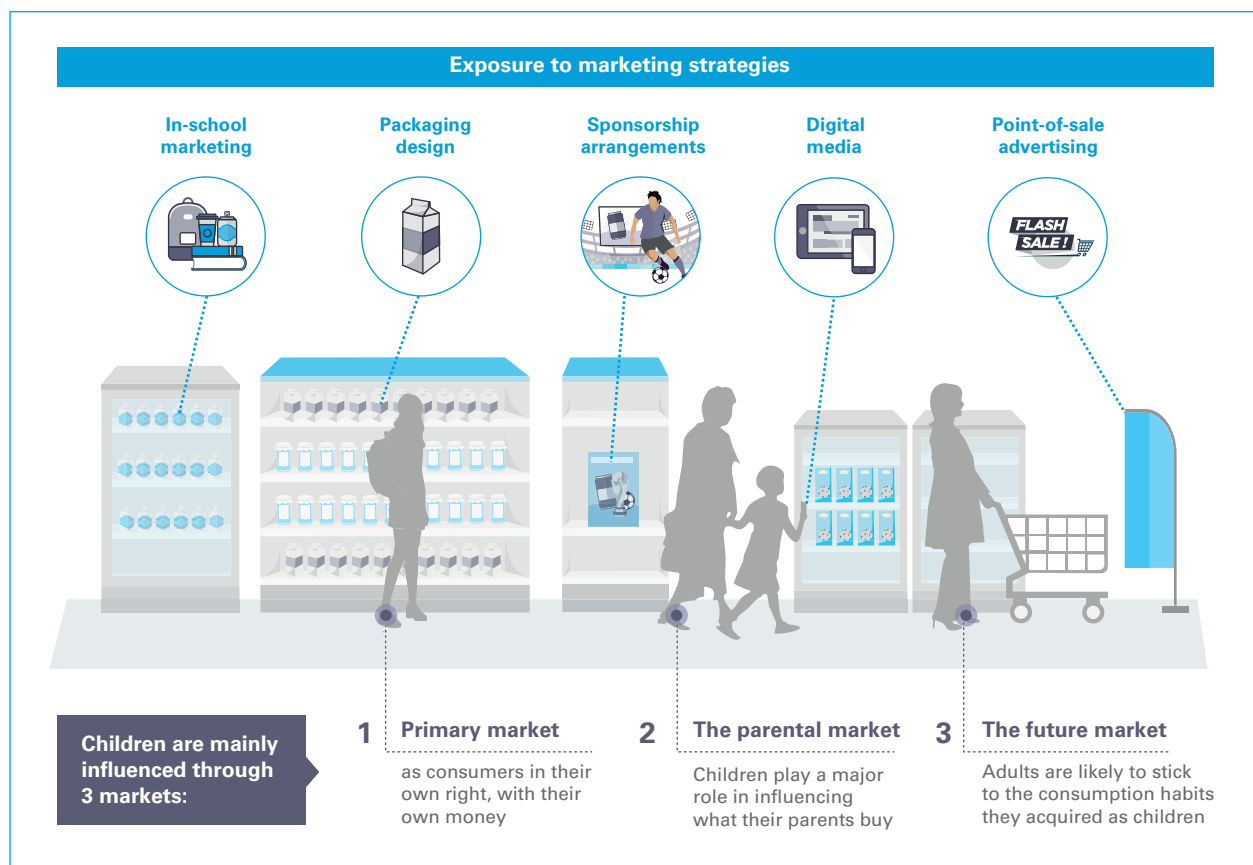 Exposure to marketing strategies
In-school
marketing
Packaging
design
Sponsorship
arrangements
Digital
media
Point-of-sale
advertising
FLASH
SALE!
Children are mainly
influenced through
3 markets:
1 Primary market
as consumers in their
own right, with their
own money
2 The parental market
Children play a major
role in influencing
what their parents buy
3 The future market
Adults are likely to stick
to the consumption habits
they acquired as children